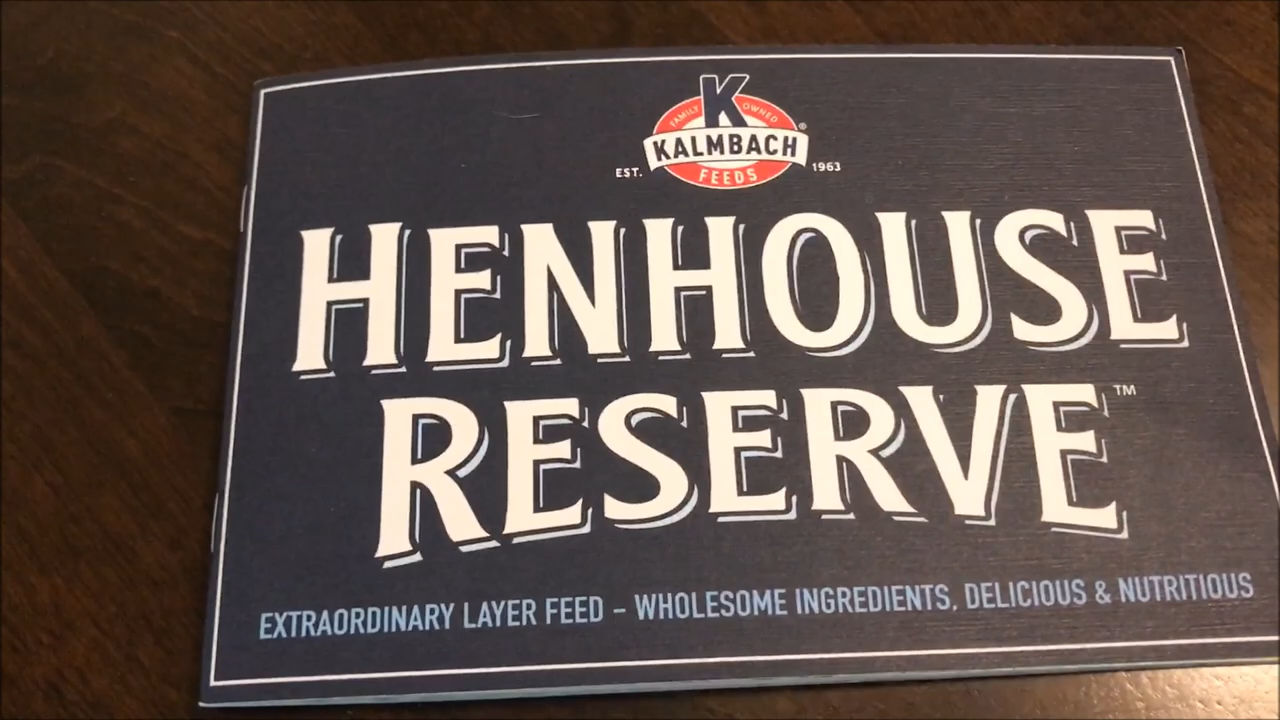 K
FAMILY OWNED
KALMBACH®
FEEDS
EST. 1963
HENHOUSE
RESERVE™
EXTRAORDINARY LAYER FEED – WHOLESOME INGREDIENTS, DELICIOUS & NUTRITIOUS